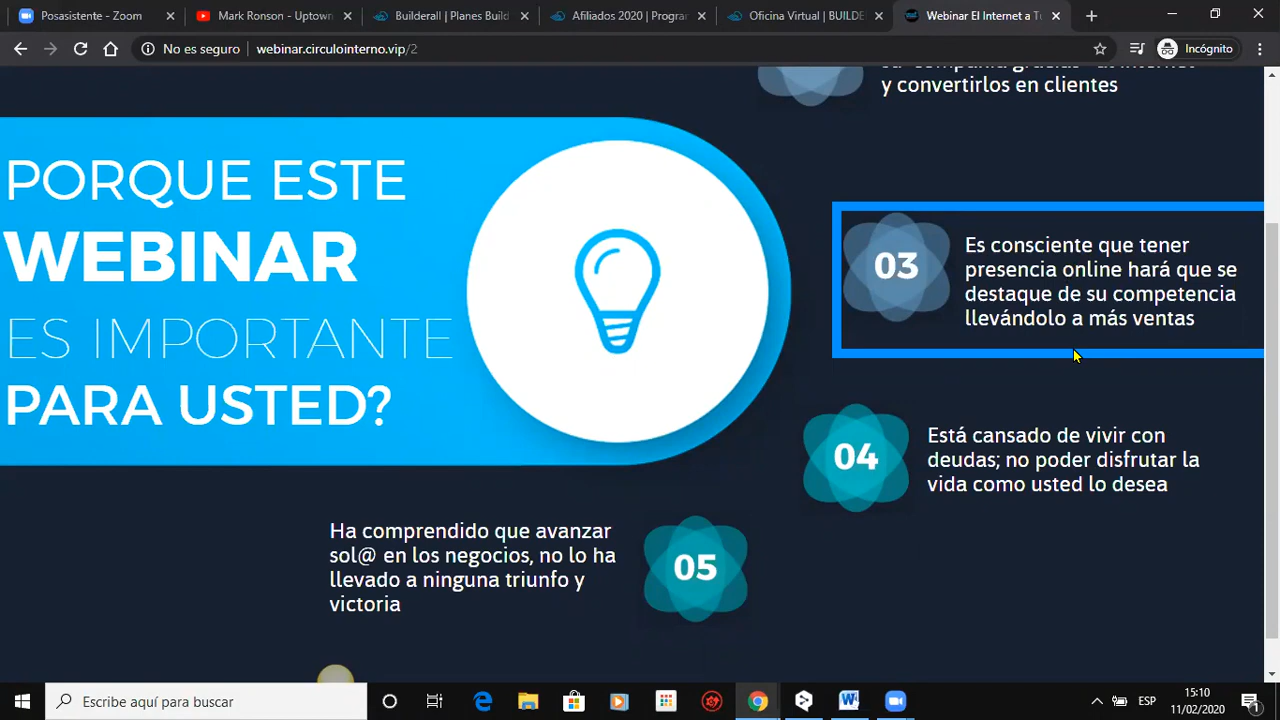 Posasistente - Zoom
Mark Ronson - Uptown
Builderall | Planes Build
Afiliados 2020 | Progra
Oficina Virtual | BUILDE
Webinar El Internet a T
No es seguro
webinar.circulointerno.vip/2
Incógnito
y convertirlos en clientes
PORQUE ESTE
WEBINAR
ES IMPORTANTE
PARA USTED?
03
Es consciente que tener
presencia online hará que se
destaque de su competencia
llevándolo a más ventas
04
Está cansado de vivir con
deudas; no poder disfrutar la
vida como usted lo desea
Ha comprendido que avanzar
sol@ en los negocios, no lo ha
llevado a ninguna triunfo y
victoria
05
Escribe aquí para buscar
ESP
15:10
11/02/2020